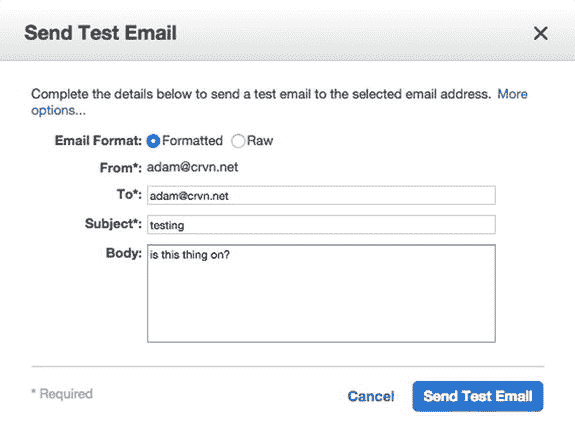 Send Test Email
Complete the details below to send a test email to the selected email address. More
options...
Email Format: Formatted Raw
From*: adam@crvn.net
To*: adam@crvn.net
Subject*: testing
Body: is this thing on?
* Required
Cancel Send Test Email